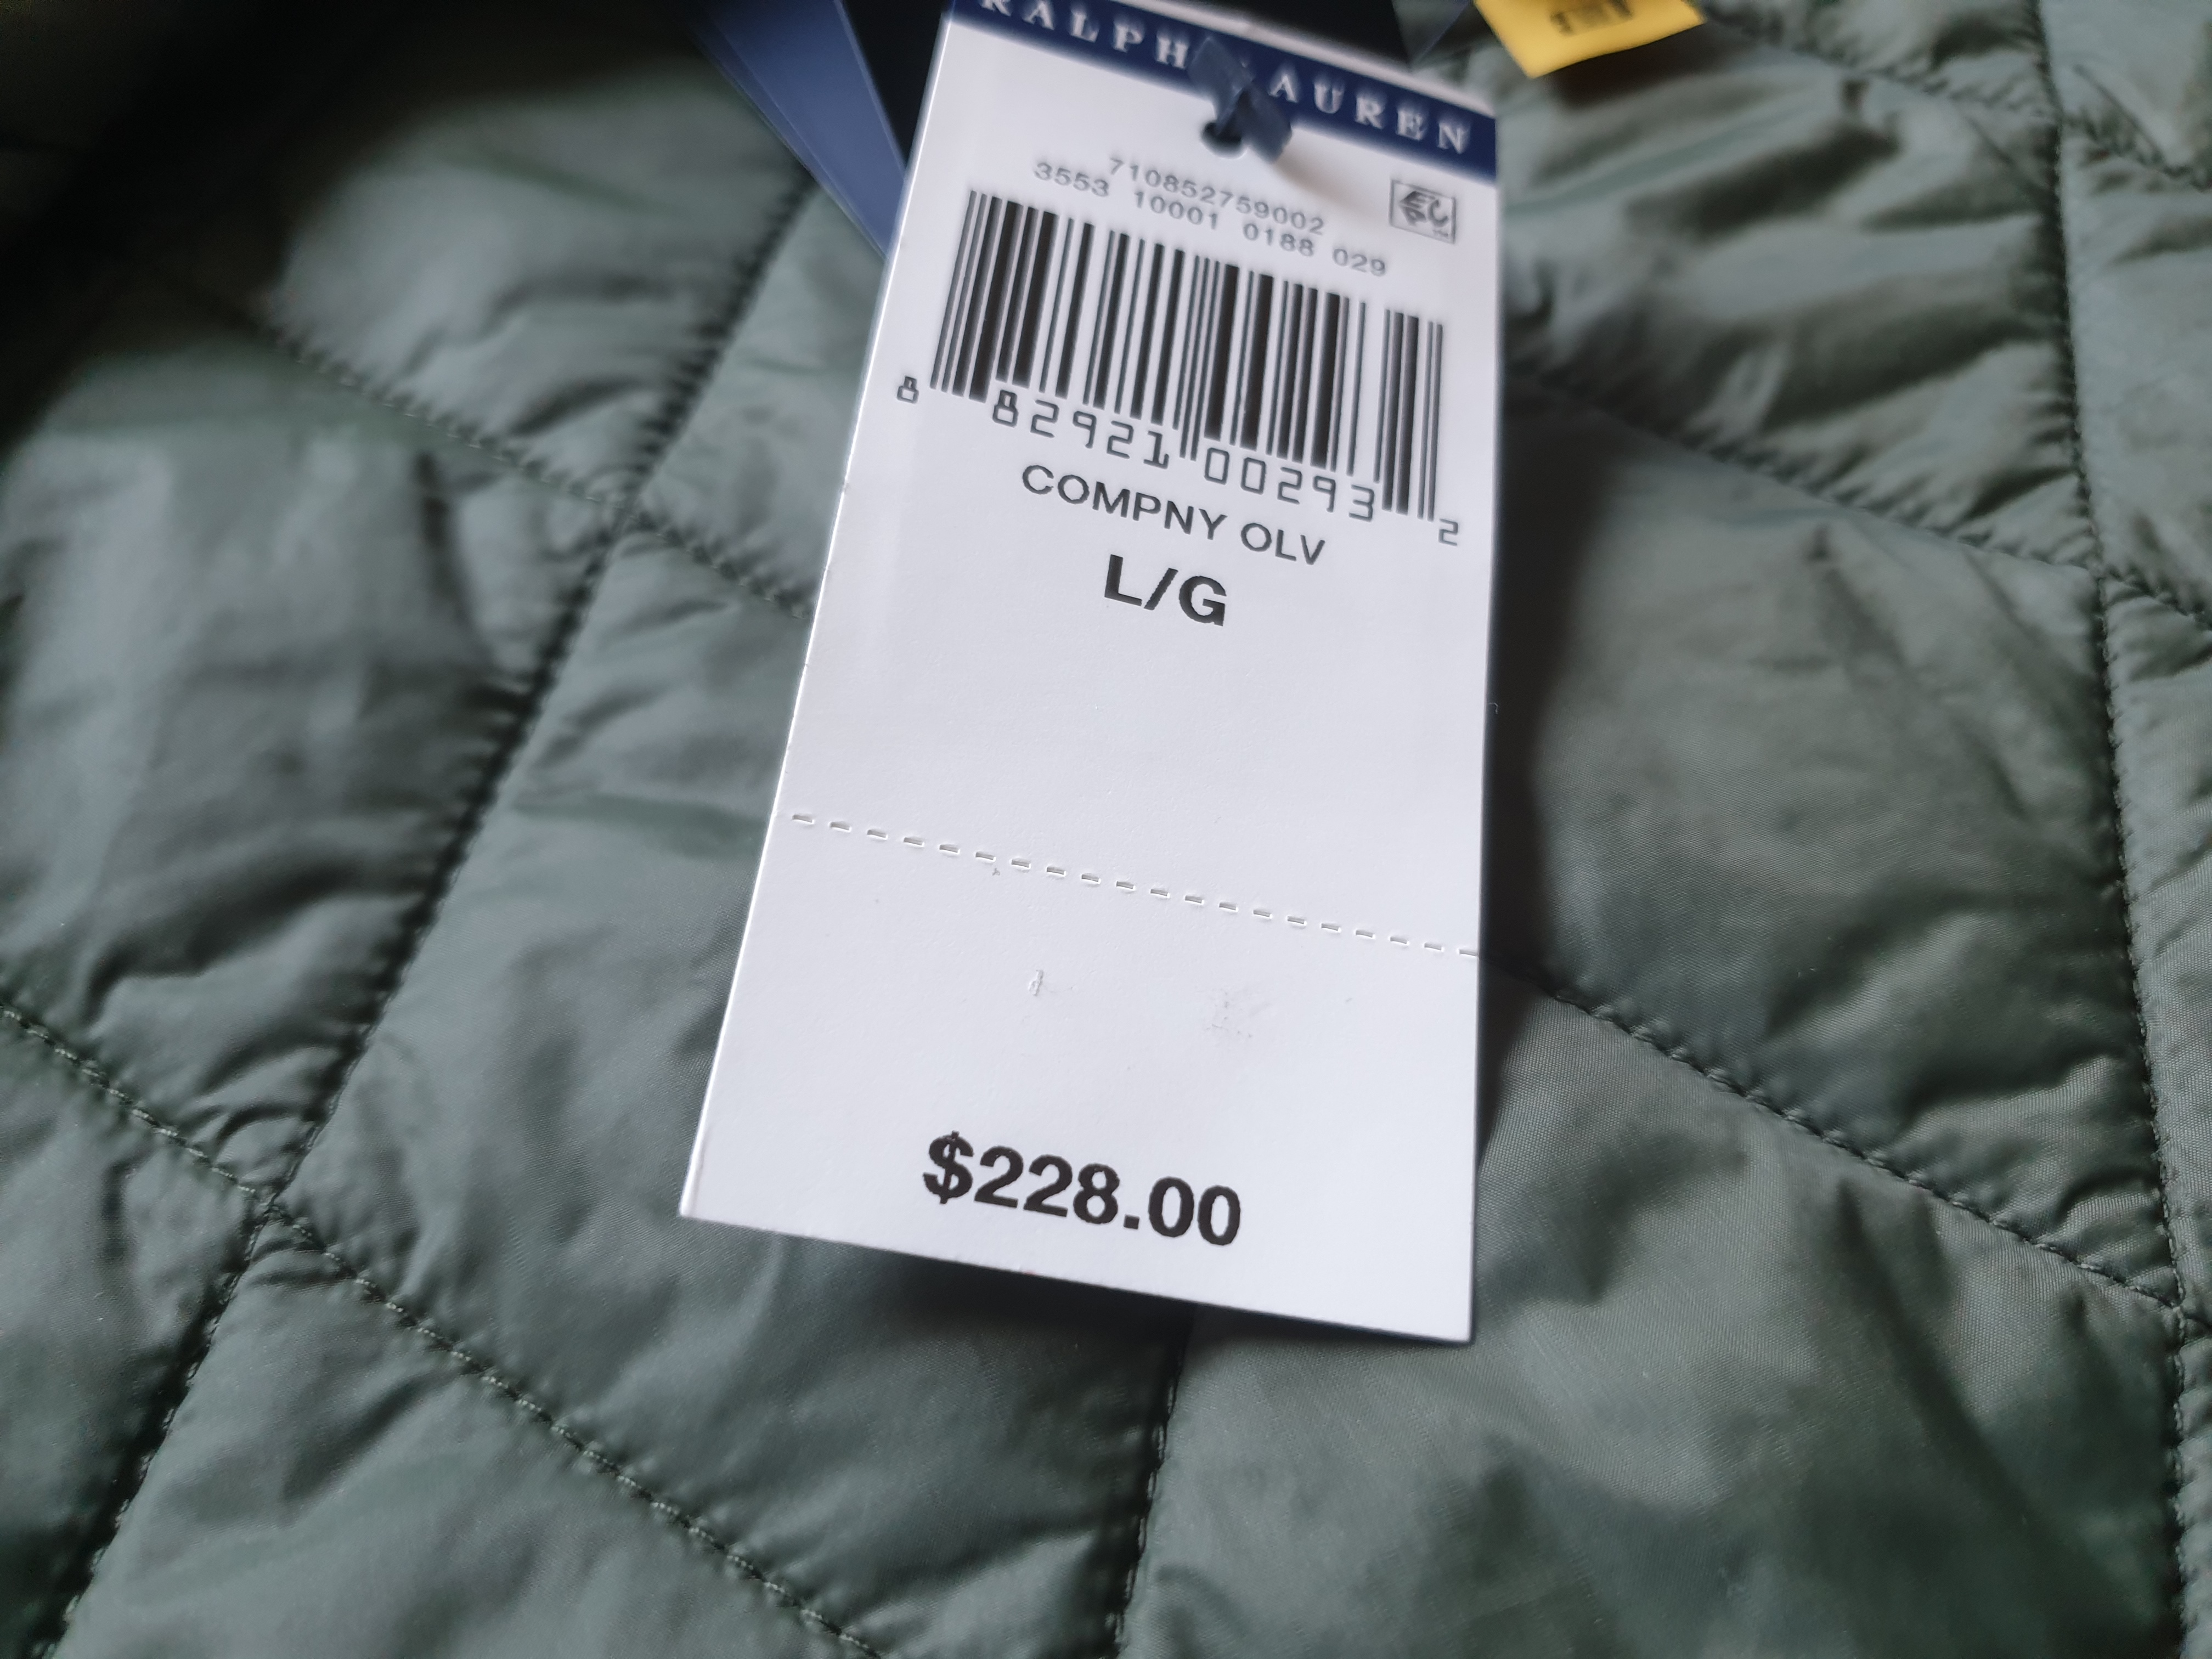 RALPH LAUREN
710852759002
3553 10001 0188 029
8 82921 00293 2
COMPNY OLV
L/G
$228.00